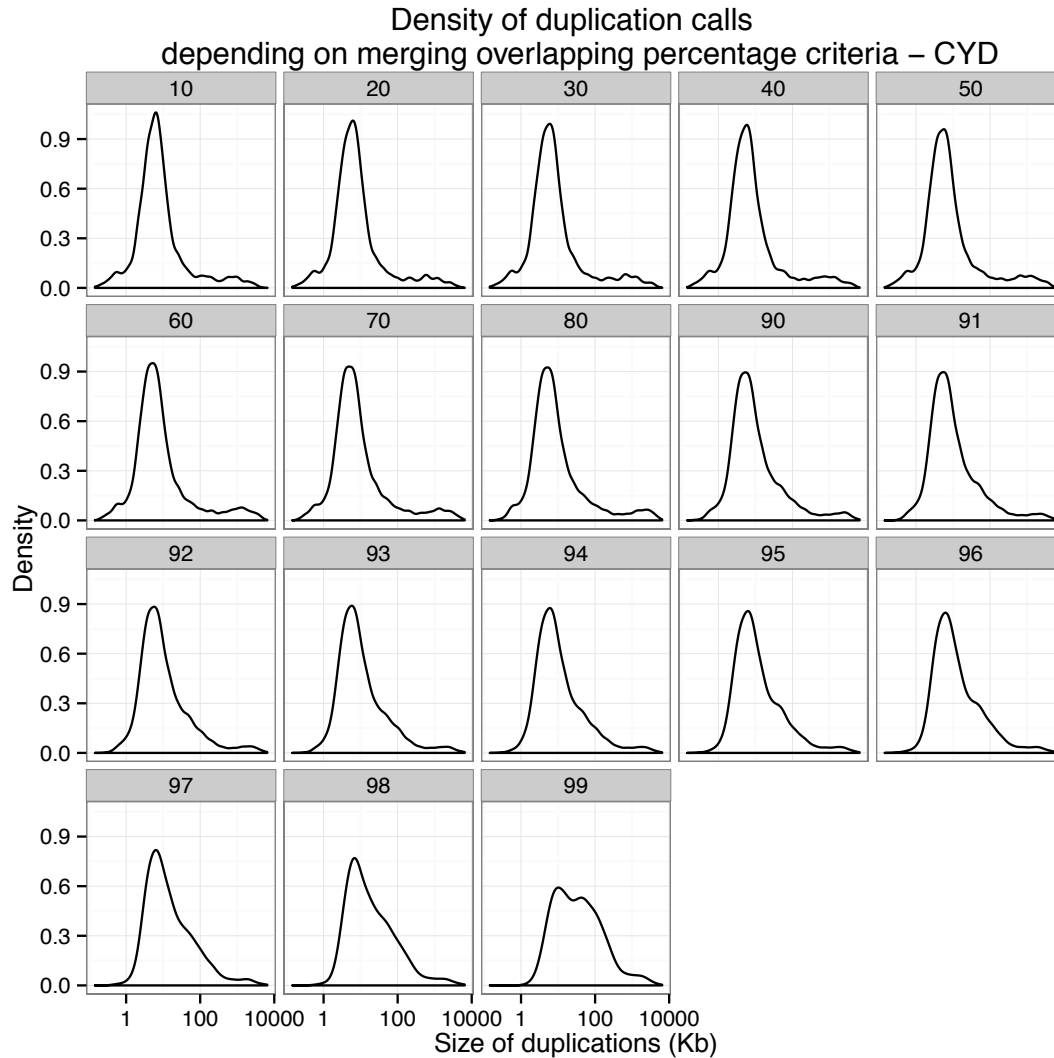 Density of duplication calls
depending on merging overlapping percentage criteria – CYD
10 20 30 40 50
0.9
0.6
0.3
0.0
60 70 80 90 91
0.9
0.6
0.3
0.0
Density
92 93 94 95 96
0.9
0.6
0.3
0.0
97 98 99
0.9
0.6
0.3
0.0
1 100 10000 1 100 10000 1 100 10000
Size of duplications (Kb)